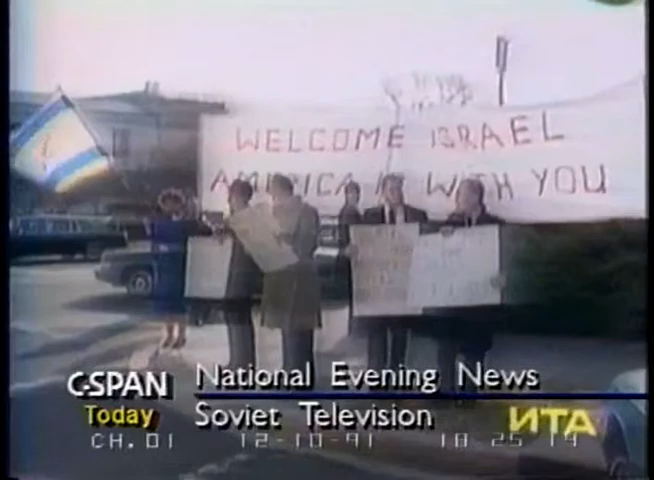 WELCOME ISRAEL
AMERICA IS WITH YOU
C-SPAN
National Evening News
Today
Soviet Television
ИТА
CH. 01 12-10-91 18 25 14